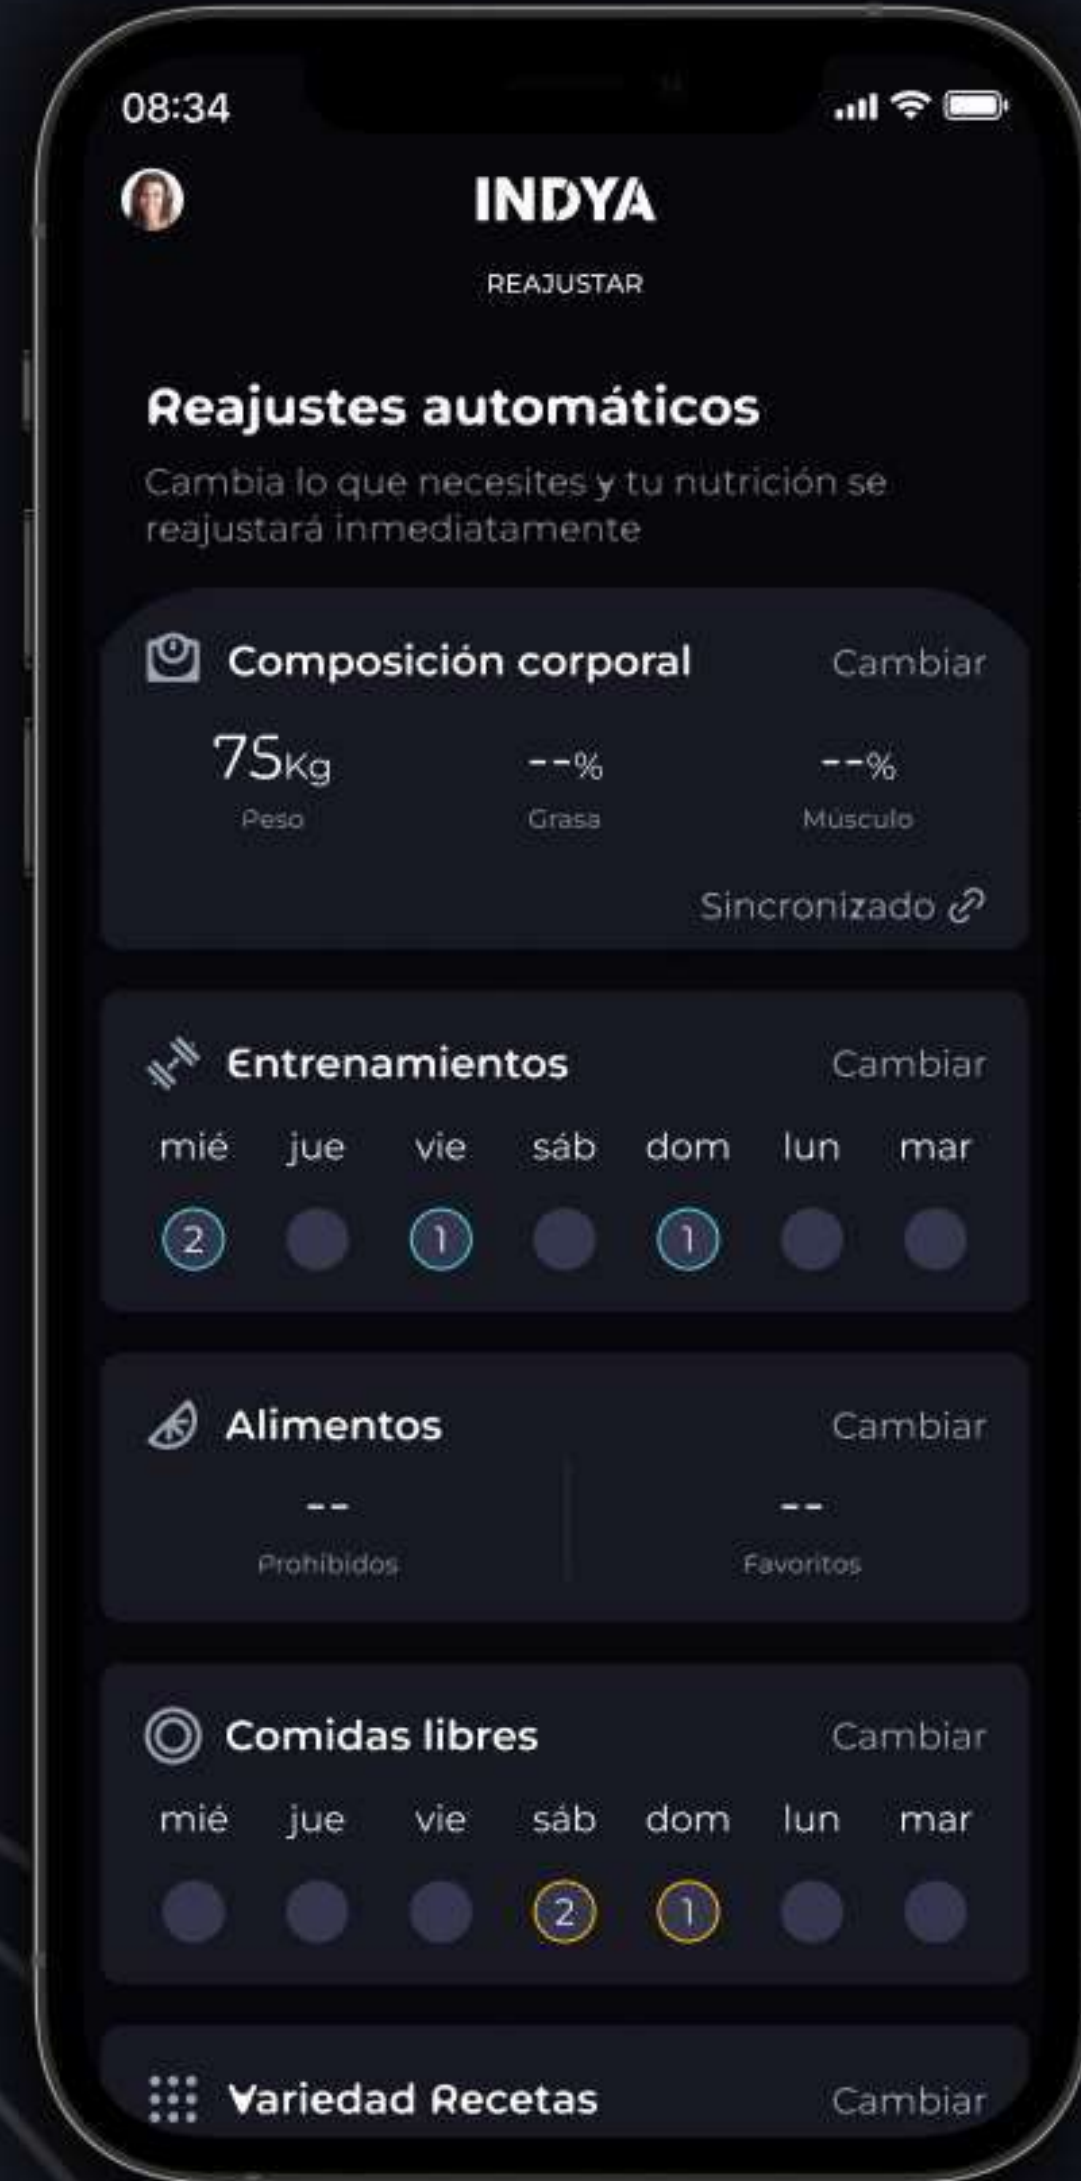 08:34
INDYA
REAJUSTAR
Reajustes automáticos
Cambia lo que necesites y tu nutrición se
reajustará inmediatamente
Composición corporal Cambiar
75Kg --% --%
Peso Grasa Músculo
Sincronizado
Entrenamientos Cambiar
mié jue vie sáb dom lun mar
2 1 1
Alimentos Cambiar
-- --
Prohibidos Favoritos
Comidas libres Cambiar
mié jue vie sáb dom lun mar
2 1
Variedad Recetas Cambiar